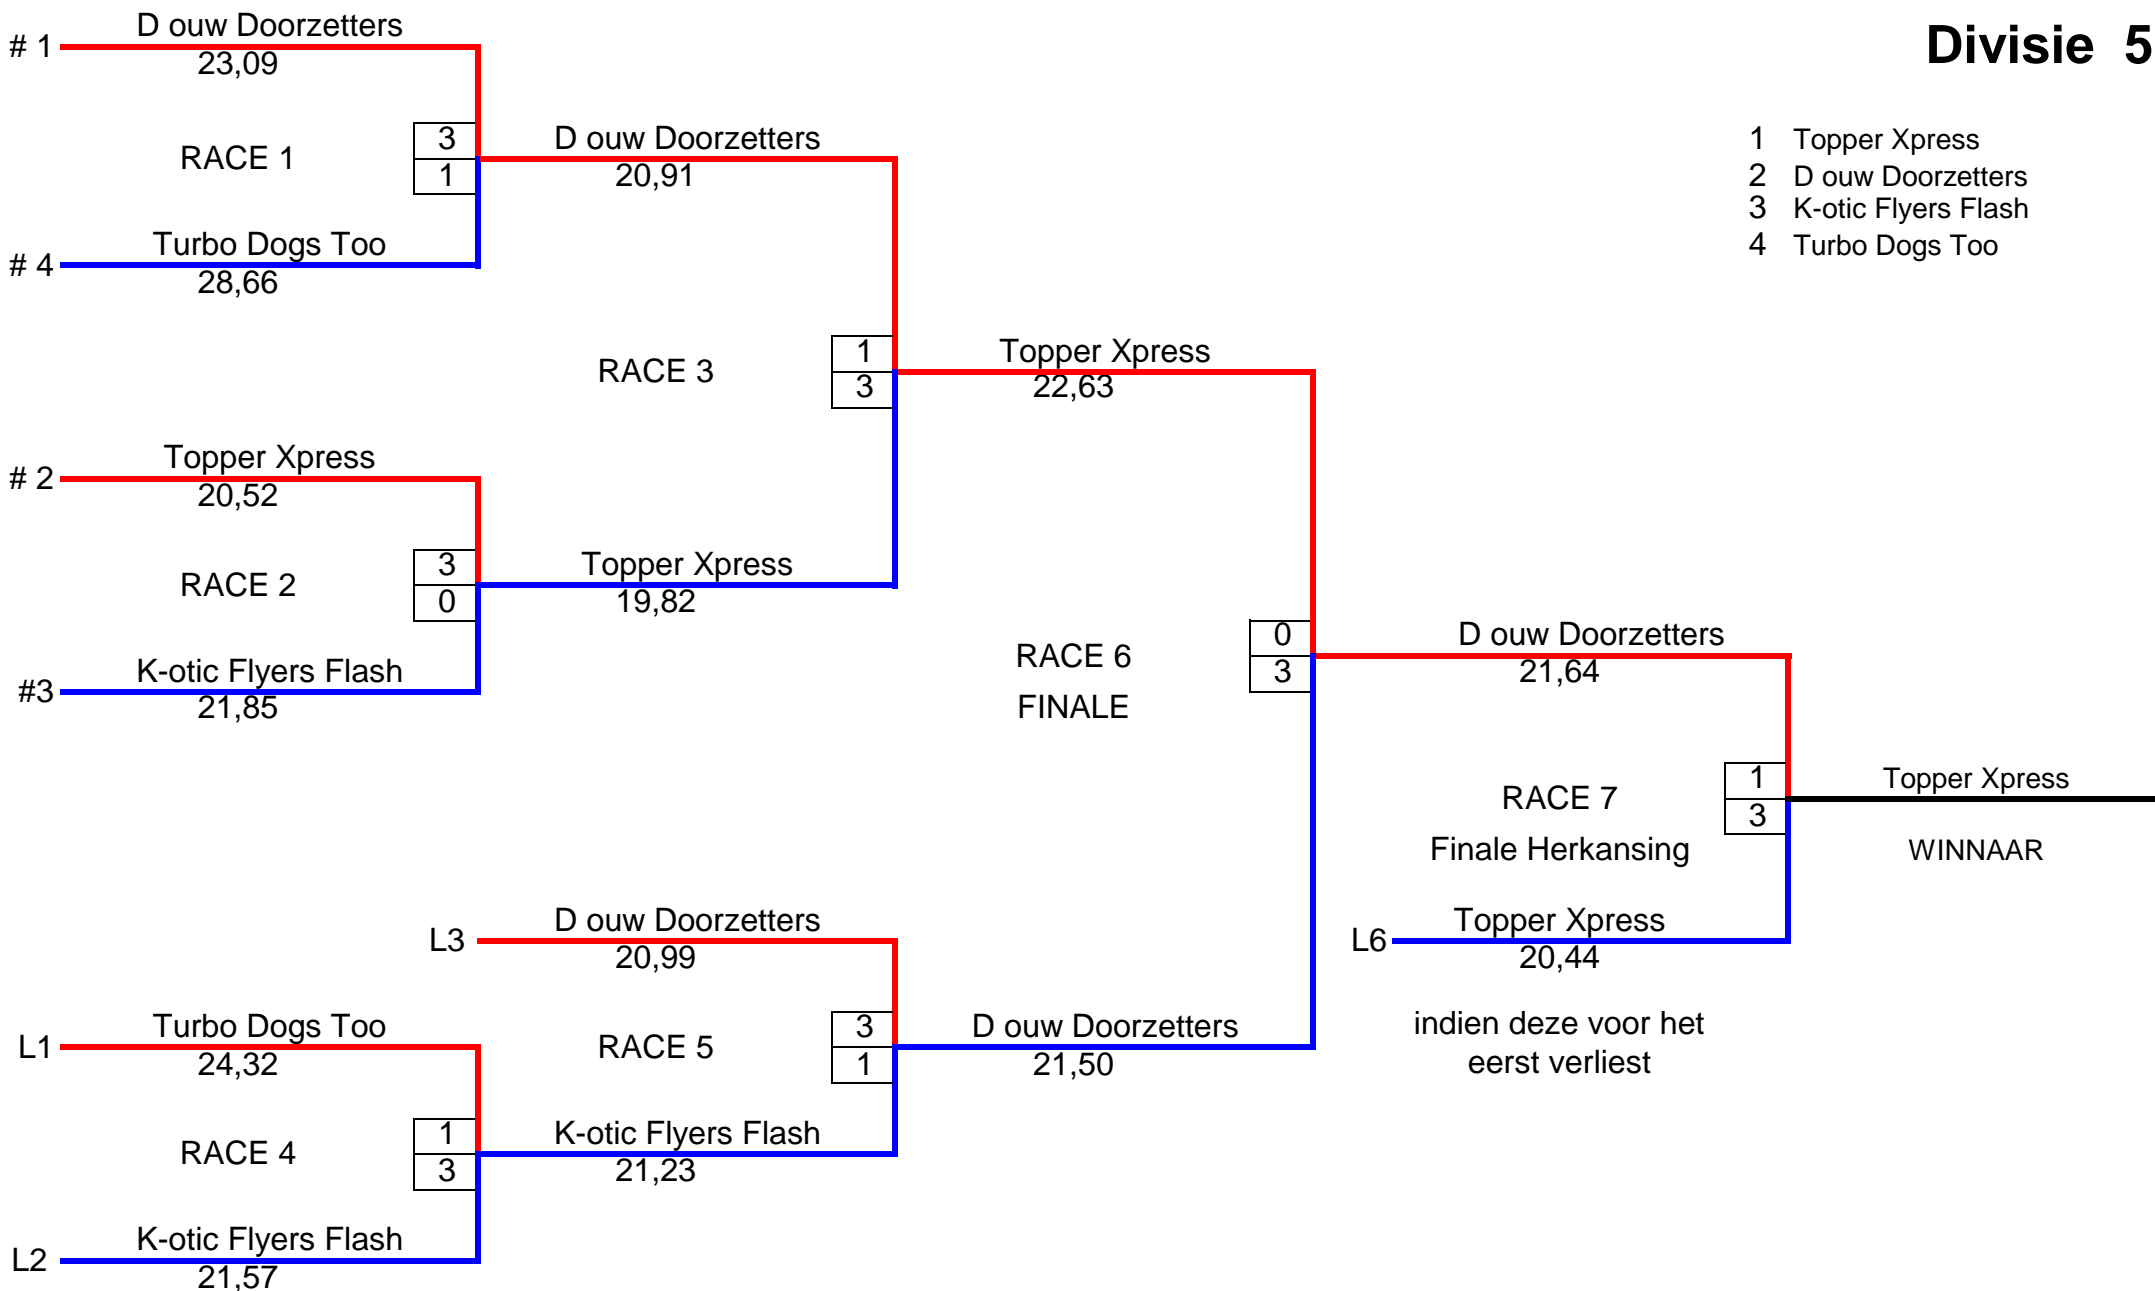 Divisie 5
1 Topper Xpress
2 D ouw Doorzetters
3 K-otic Flyers Flash
4 Turbo Dogs Too
# 1
D ouw Doorzetters
23,09
RACE 1
3
1
# 4
Turbo Dogs Too
28,66
D ouw Doorzetters
20,91
RACE 3
1
3
# 2
Topper Xpress
20,52
RACE 2
3
0
#3
K-otic Flyers Flash
21,85
Topper Xpress
19,82
Topper Xpress
22,63
RACE 6
FINALE
0
3
D ouw Doorzetters
21,64
RACE 7
Finale Herkansing
1
3
Topper Xpress
WINNAAR
L6
Topper Xpress
20,44
indien deze voor het
eerst verliest
L3
D ouw Doorzetters
20,99
RACE 5
3
1
D ouw Doorzetters
21,50
L1
Turbo Dogs Too
24,32
RACE 4
1
3
K-otic Flyers Flash
21,23
L2
K-otic Flyers Flash
21,57